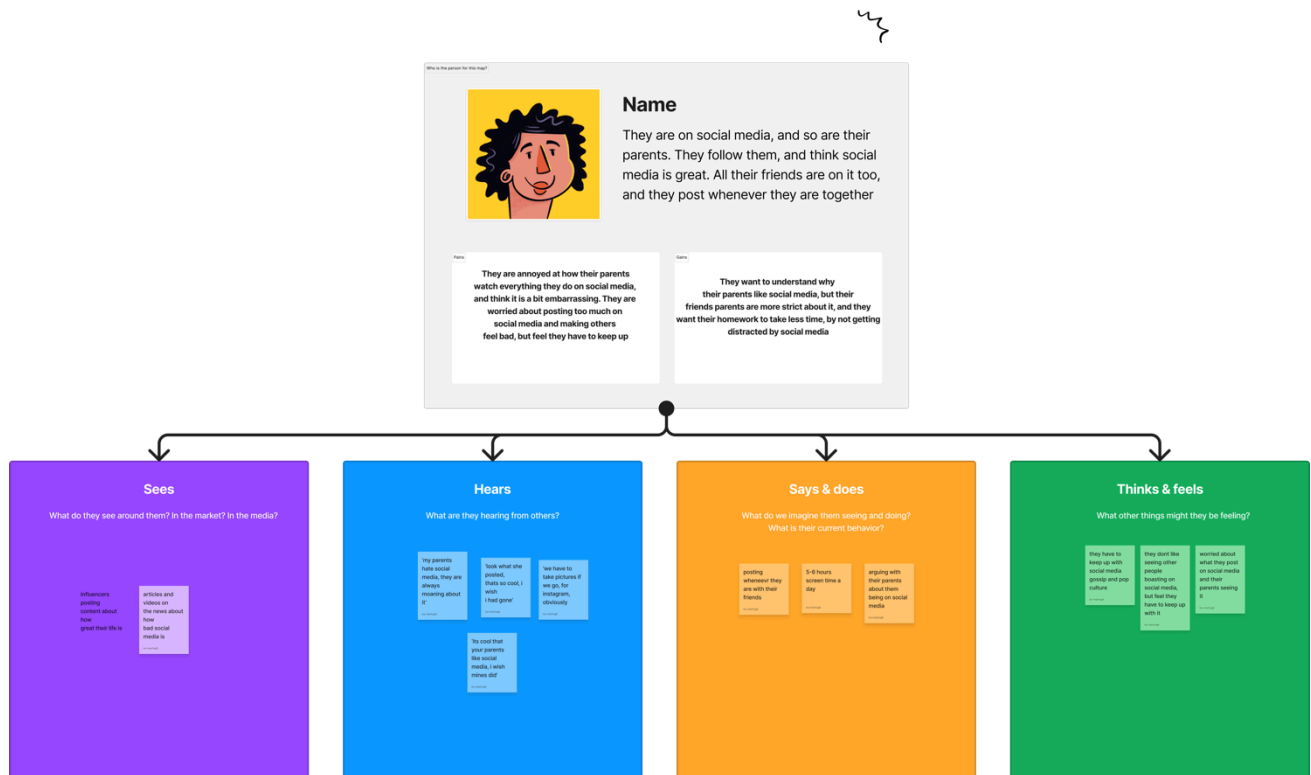 Who is the person for this map?
Name
They are on social media, and so are their
parents. They follow them, and think social
media is great. All their friends are on it too,
and they post whenever they are together
Pains
They are annoyed at how their parents
watch everything they do on social media,
and think it is a bit embarrassing. They are
worried about posting too much on
social media and making others
feel bad, but feel they have to keep up
Gains
They want to understand why
their parents like social media, but their
friends parents are more strict about it, and they
want their homework to take less time, by not getting
distracted by social media
Sees
What do they see around them? In the market? In the media?
influencers
posting
content about
how
great their life is
articles and
videos on
the news about
how
bad social
media is
Hears
What are they hearing from others?
'my parents
hate social
media, they are
always
moaning about
it'
'look what she
posted,
thats so cool, i
wish
i had gone'
'we have to
take pictures if
we go, for
instagram,
obviously
'its cool that
your parents
like social
media, i wish
mines did'
Says & does
What do we imagine them seeing and doing?
What is their current behavior?
posting
wheneevr they
are with their
friends
5-6 hours
screen time a
day
arguing with
their parents
about them
being on social
media
Thinks & feels
What other things might they be feeling?
they have to
keep up with
social media
gossip and pop
culture
they dont like
seeing other
people
boasting on
social media,
but feel they
have to keep up
with it
worried about
what they post
on social media
and their
parents seeing
it